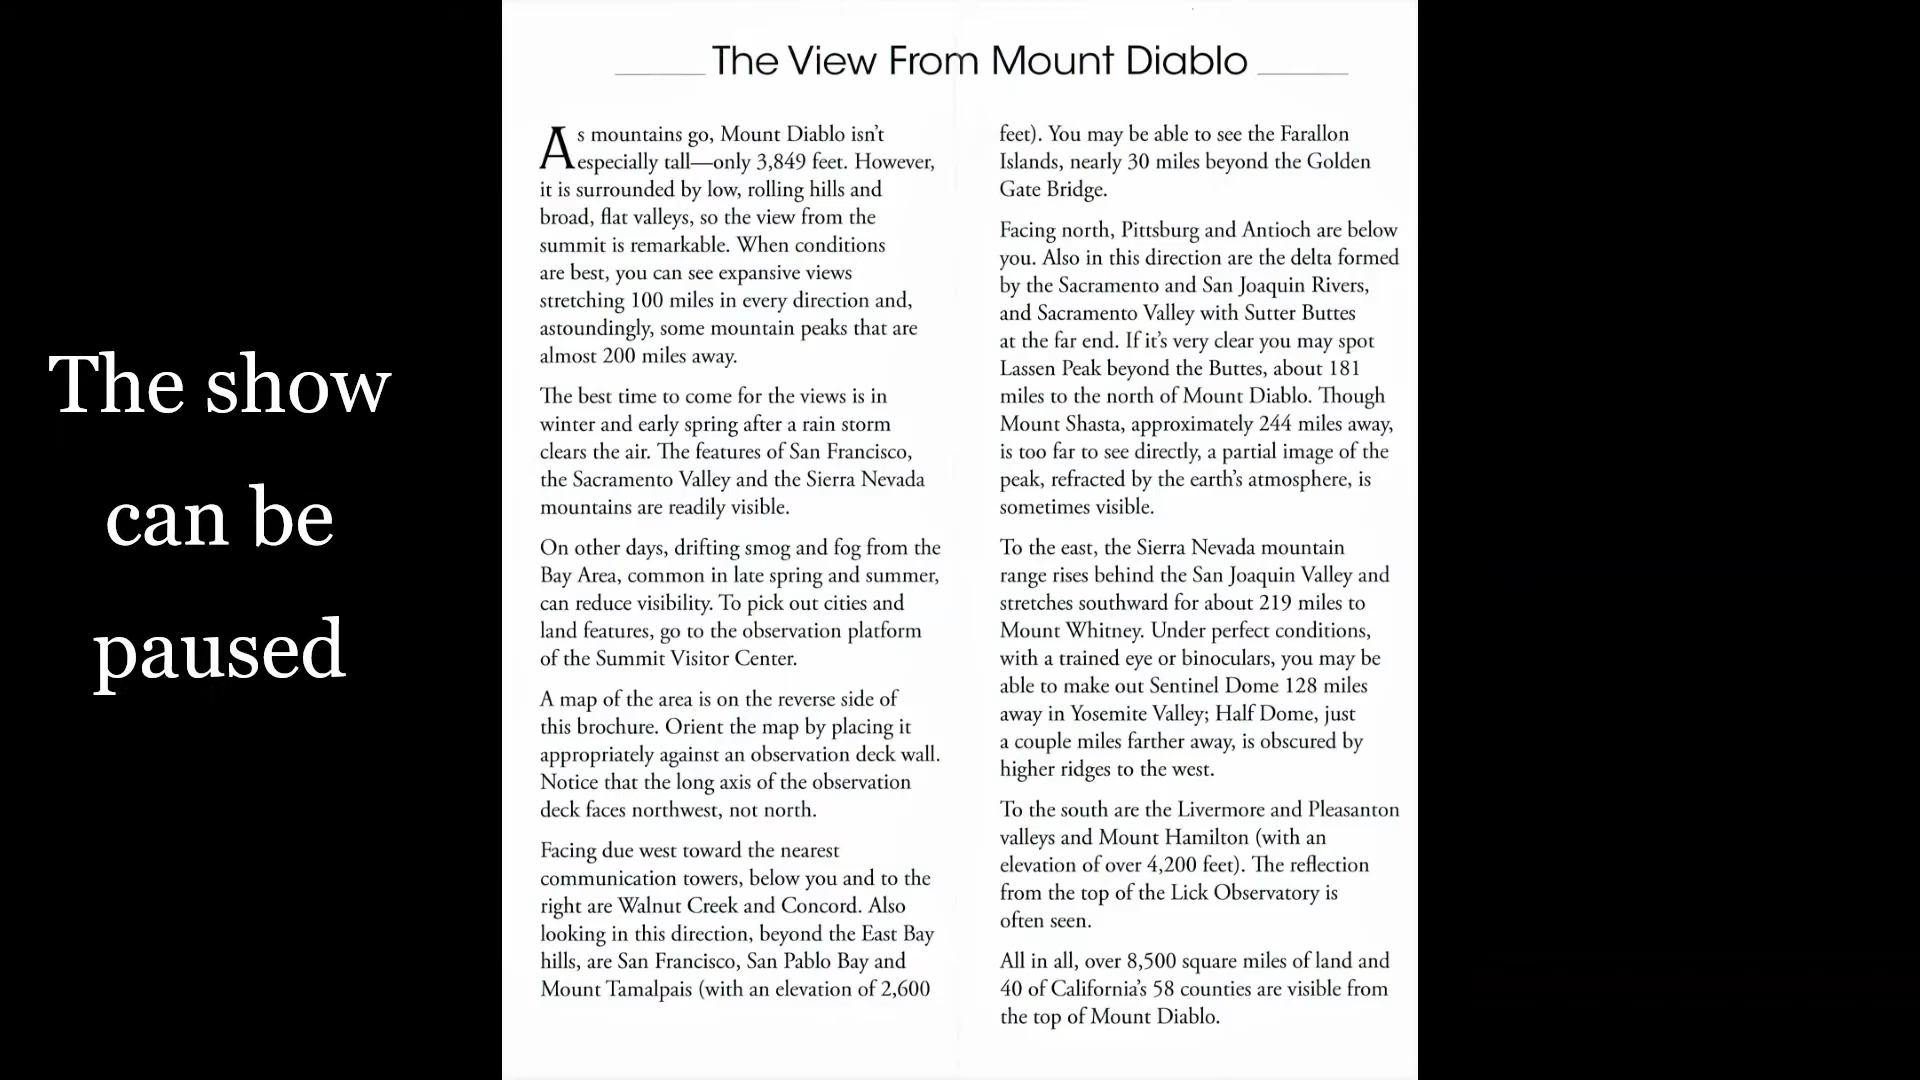 The show
can be
paused
The View From Mount Diablo
As mountains go, Mount Diablo isn't
especially tall—only 3,849 feet. However,
it is surrounded by low, rolling hills and
broad, flat valleys, so the view from the
summit is remarkable. When conditions
are best, you can see expansive views
stretching 100 miles in every direction and,
astoundingly, some mountain peaks that are
almost 200 miles away.
The best time to come for the views is in
winter and early spring after a rain storm
clears the air. The features of San Francisco,
the Sacramento Valley and the Sierra Nevada
mountains are readily visible.
On other days, drifting smog and fog from the
Bay Area, common in late spring and summer,
can reduce visibility. To pick out cities and
land features, go to the observation platform
of the Summit Visitor Center.
A map of the area is on the reverse side of
this brochure. Orient the map by placing it
appropriately against an observation deck wall.
Notice that the long axis of the observation
deck faces northwest, not north.
Facing due west toward the nearest
communication towers, below you and to the
right are Walnut Creek and Concord. Also
looking in this direction, beyond the East Bay
hills, are San Francisco, San Pablo Bay and
Mount Tamalpais (with an elevation of 2,600
feet). You may be able to see the Farallon
Islands, nearly 30 miles beyond the Golden
Gate Bridge.
Facing north, Pittsburg and Antioch are below
you. Also in this direction are the delta formed
by the Sacramento and San Joaquin Rivers,
and Sacramento Valley with Sutter Buttes
at the far end. If it's very clear you may spot
Lassen Peak beyond the Buttes, about 181
miles to the north of Mount Diablo. Though
Mount Shasta, approximately 244 miles away,
is too far to see directly, a partial image of the
peak, refracted by the earth's atmosphere, is
sometimes visible.
To the east, the Sierra Nevada mountain
range rises behind the San Joaquin Valley and
stretches southward for about 219 miles to
Mount Whitney. Under perfect conditions,
with a trained eye or binoculars, you may be
able to make out Sentinel Dome 128 miles
away in Yosemite Valley; Half Dome, just
a couple miles farther away, is obscured by
higher ridges to the west.
To the south are the Livermore and Pleasanton
valleys and Mount Hamilton (with an
elevation of over 4,200 feet). The reflection
from the top of the Lick Observatory is
often seen.
All in all, over 8,500 square miles of land and
40 of California's 58 counties are visible from
the top of Mount Diablo.